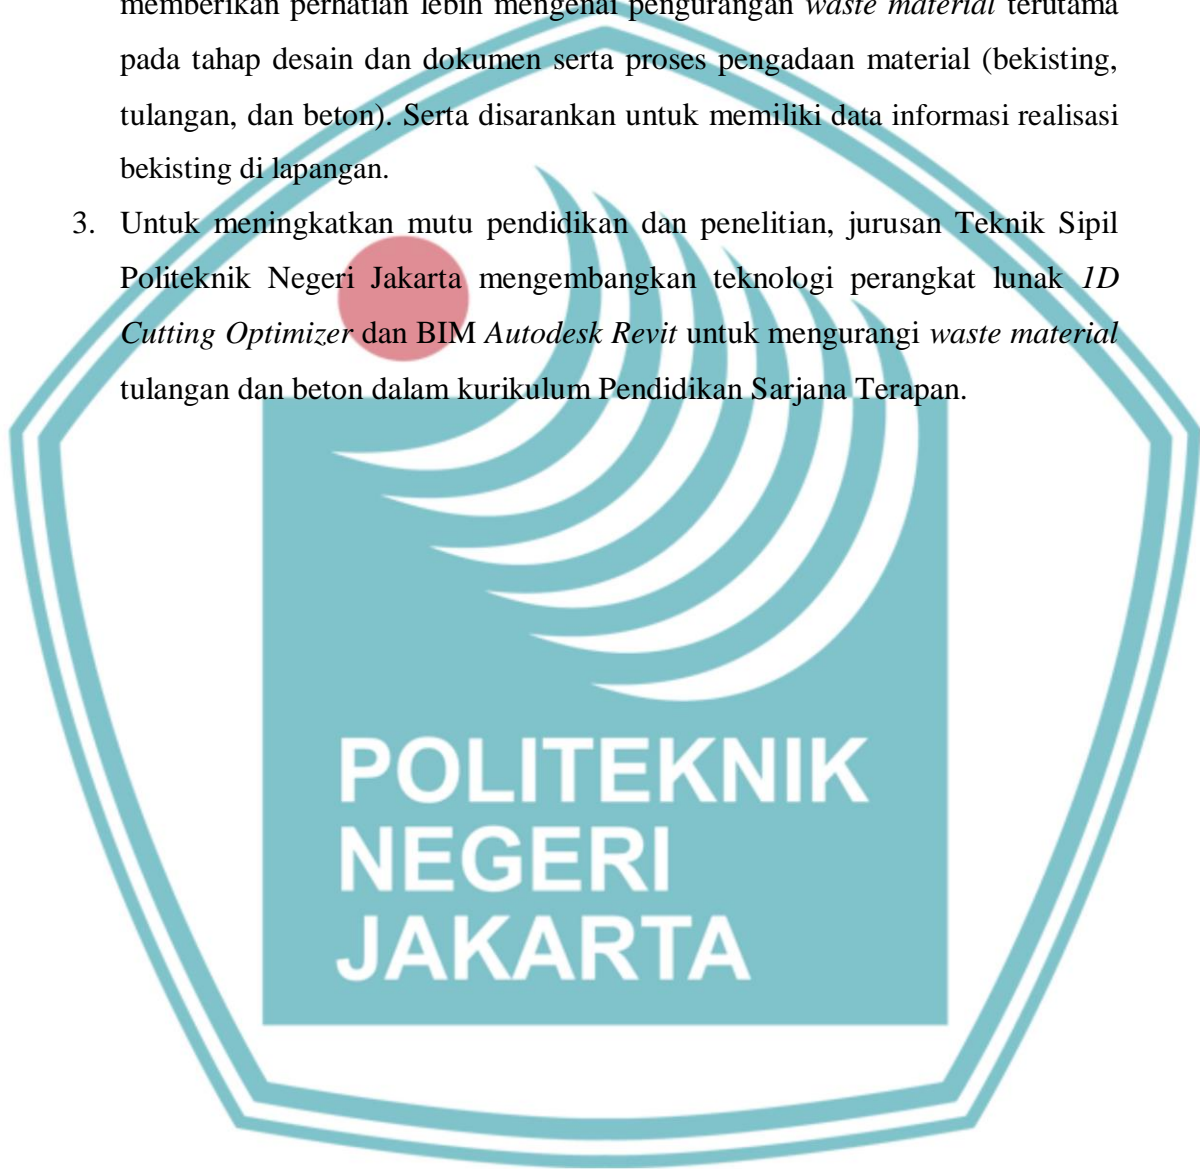 memberikan perhatian lebih mengenai pengurangan waste material terutama
pada tahap desain dan dokumen serta proses pengadaan material (bekisting,
tulangan, dan beton). Serta disarankan untuk memiliki data informasi realisasi
bekisting di lapangan.
3. Untuk meningkatkan mutu pendidikan dan penelitian, jurusan Teknik Sipil
Politeknik Negeri Jakarta mengembangkan teknologi perangkat lunak 1D
Cutting Optimizer dan BIM Autodesk Revit untuk mengurangi waste material
tulangan dan beton dalam kurikulum Pendidikan Sarjana Terapan.
POLITEKNIK
NEGERI
JAKARTA